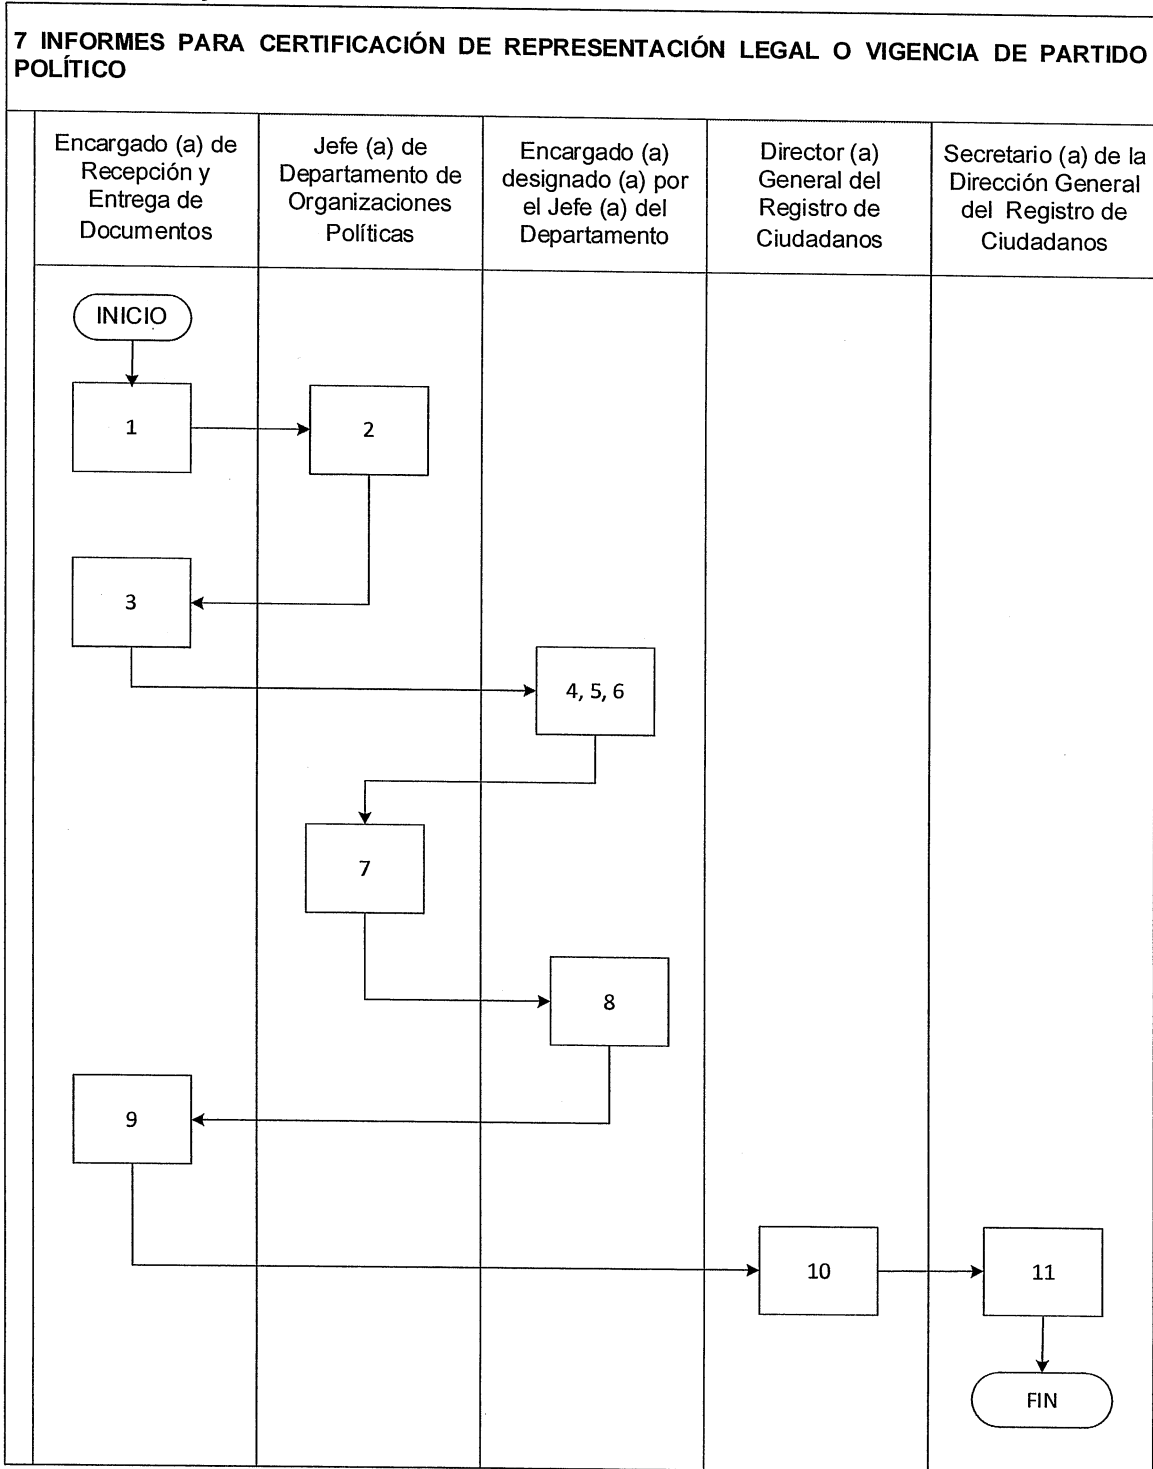 7 INFORMES PARA CERTIFICACIÓN DE REPRESENTACIÓN LEGAL O VIGENCIA DE PARTIDO
POLÍTICO
Encargado (a) de
Recepción y
Entrega de
Documentos
Jefe (a) de
Departamento de
Organizaciones
Políticas
Encargado (a)
designado (a) por
el Jefe (a) del
Departamento
Director (a)
General del
Registro de
Ciudadanos
Secretario (a) de la
Dirección General
del Registro de
Ciudadanos
INICIO
1
2
3
4, 5, 6
7
8
9
10
11
FIN